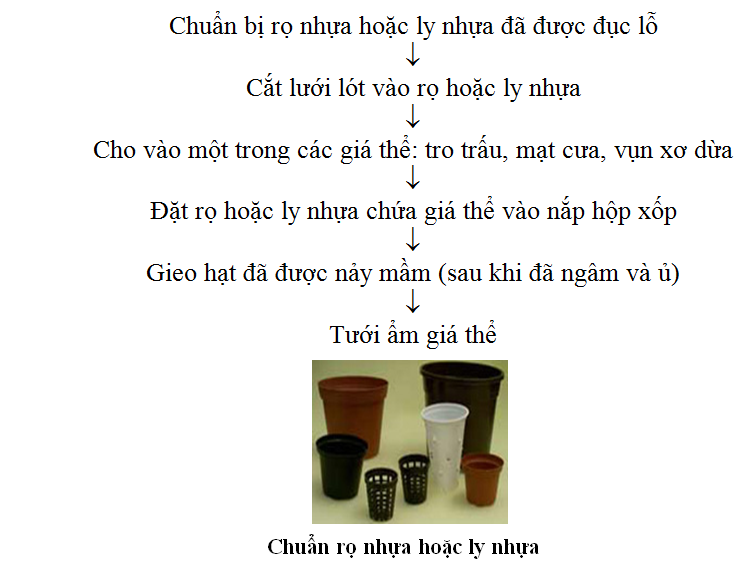 Chuẩn bị rọ nhựa hoặc ly nhựa đã được đục lỗ
↓
Cắt lưới lót vào rọ hoặc ly nhựa
↓
Cho vào một trong các giá thể: tro trấu, mạt cưa, vụn xơ dừa
↓
Đặt rọ hoặc ly nhựa chứa giá thể vào nắp hộp xốp
↓
Gieo hạt đã được nảy mầm (sau khi đã ngâm và ủ)
↓
Tưới ẩm giá thể
Chuẩn rọ nhựa hoặc ly nhựa